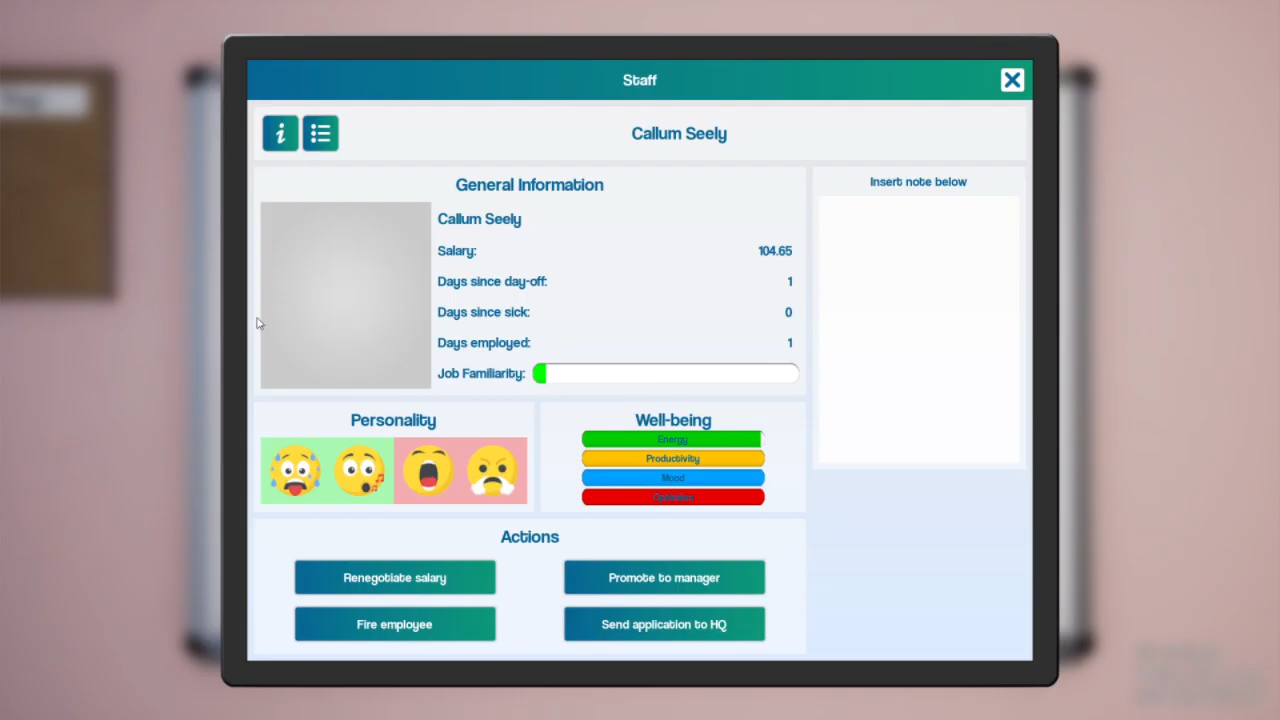 Staff
Callum Seely
General Information
Insert note below
Callum Seely
Salary: 104.65
Days since day-off: 1
Days since sick: 0
Days employed: 1
Job Familiarity:
Personality
Well-being
Energy
Productivity
Mood
Optimism
Actions
Renegotiate salary
Promote to manager
Fire employee
Send application to HQ